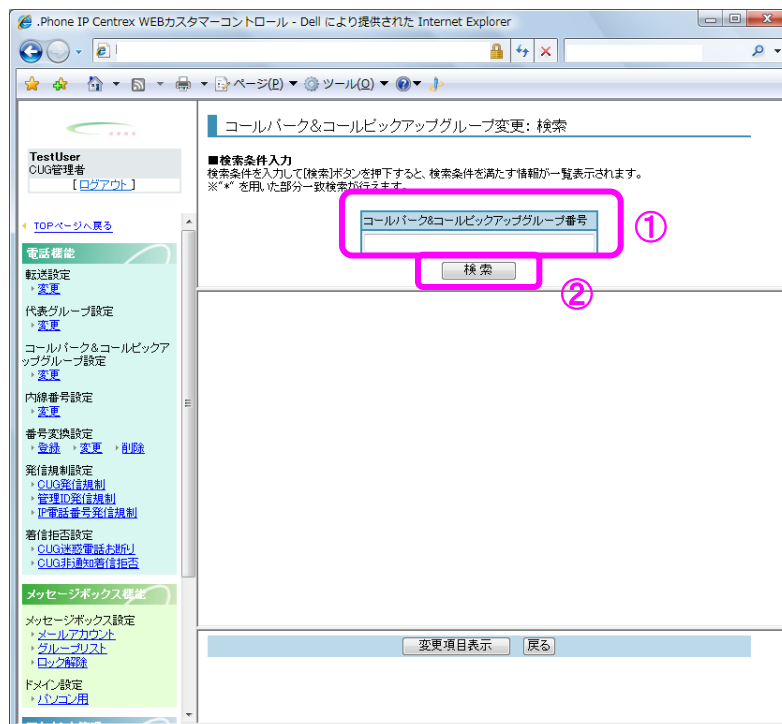 .Phone IP Centrex WEBカスタマーコントロール - Dell により提供された Internet Explorer
ページ(P) ツール(O)
TestUser
CUG管理者
[ログアウト]
TOPページへ戻る
電話機能
転送設定
変更
代表グループ設定
変更
コールパーク&コールピックア
ップグループ設定
変更
内線番号設定
変更
番号変換設定
登録 変更 削除
発信規制設定
CUG発信規制
管理ID発信規制
IP電話番号発信規制
着信拒否設定
CUG迷惑電話お断り
CUG非通知着信拒否
メッセージボックス機能
メッセージボックス設定
メールアカウント
グループリスト
ロック解除
ドメイン設定
パソコン用
コールパーク&コールピックアップグループ変更: 検索
■検索条件入力
検索条件を入力して[検索]ボタンを押下すると、検索条件を満たす情報が一覧表示されます。
※"*" を用いた部分一致検索が行えます。
コールパーク&コールピックアップグループ番号
①
検索
②
変更項目表示 戻る